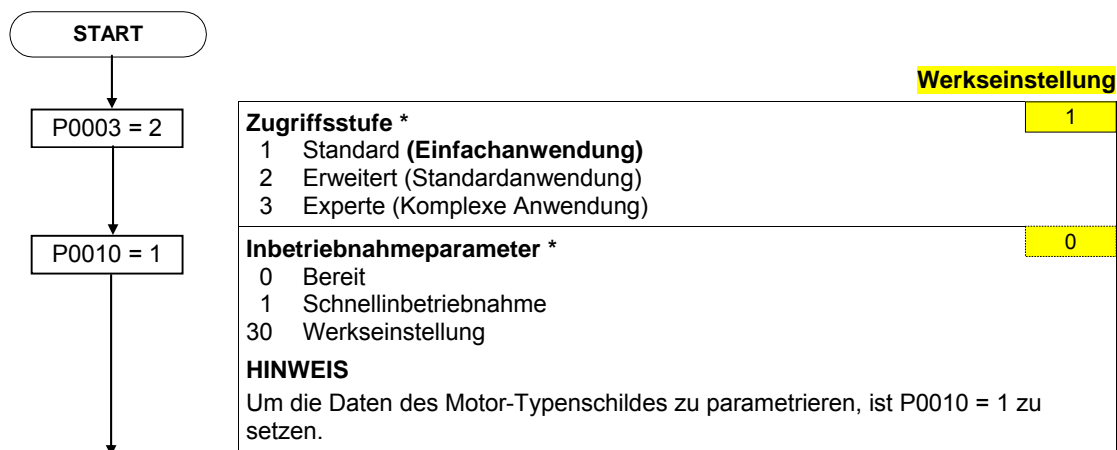 START
Werkseinstellung
P0003 = 2
Zugriffsstufe *
1
1 Standard (Einfachanwendung)
2 Erweitert (Standardanwendung)
3 Experte (Komplexe Anwendung)
P0010 = 1
Inbetriebnahmeparameter *
0
0 Bereit
1 Schnellinbetriebnahme
30 Werkseinstellung
HINWEIS
Um die Daten des Motor-Typenschildes zu parametrieren, ist P0010 = 1 zu
setzen.